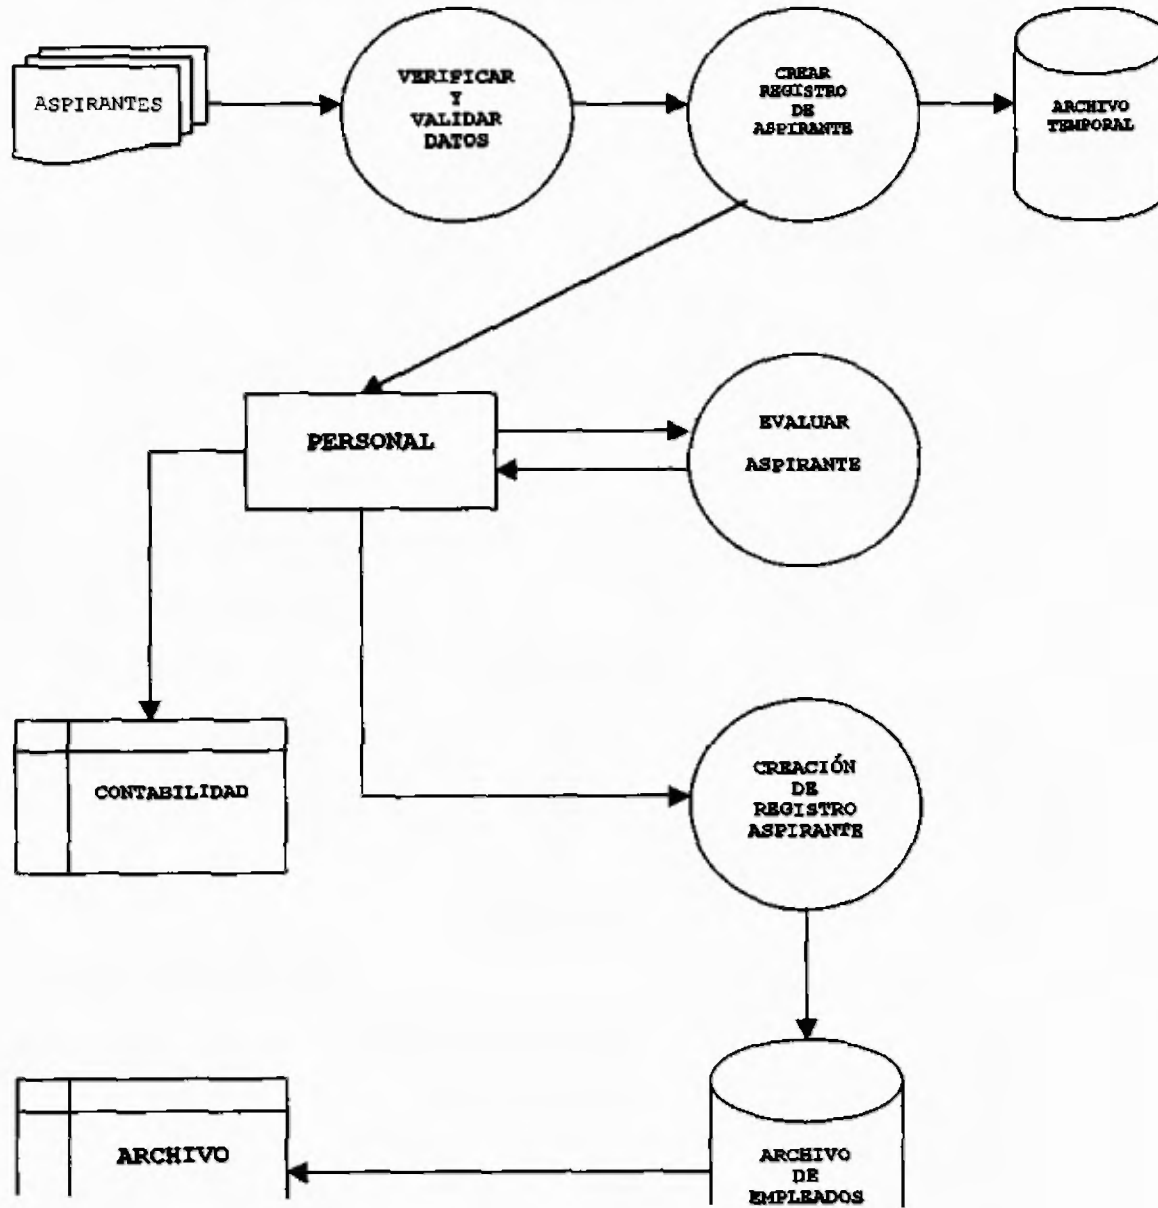 ASPIRANTES
VERIFICAR
Y
VALIDAR
DATOS
CREAR
REGISTRO
DE
ASPIRANTE
ARCHIVO
TEMPORAL
PERSONAL
EVALUAR
ASPIRANTE
CONTABILIDAD
CREACIÓN
DE
REGISTRO
ASPIRANTE
ARCHIVO
ARCHIVO
DE
EMPLEADOS